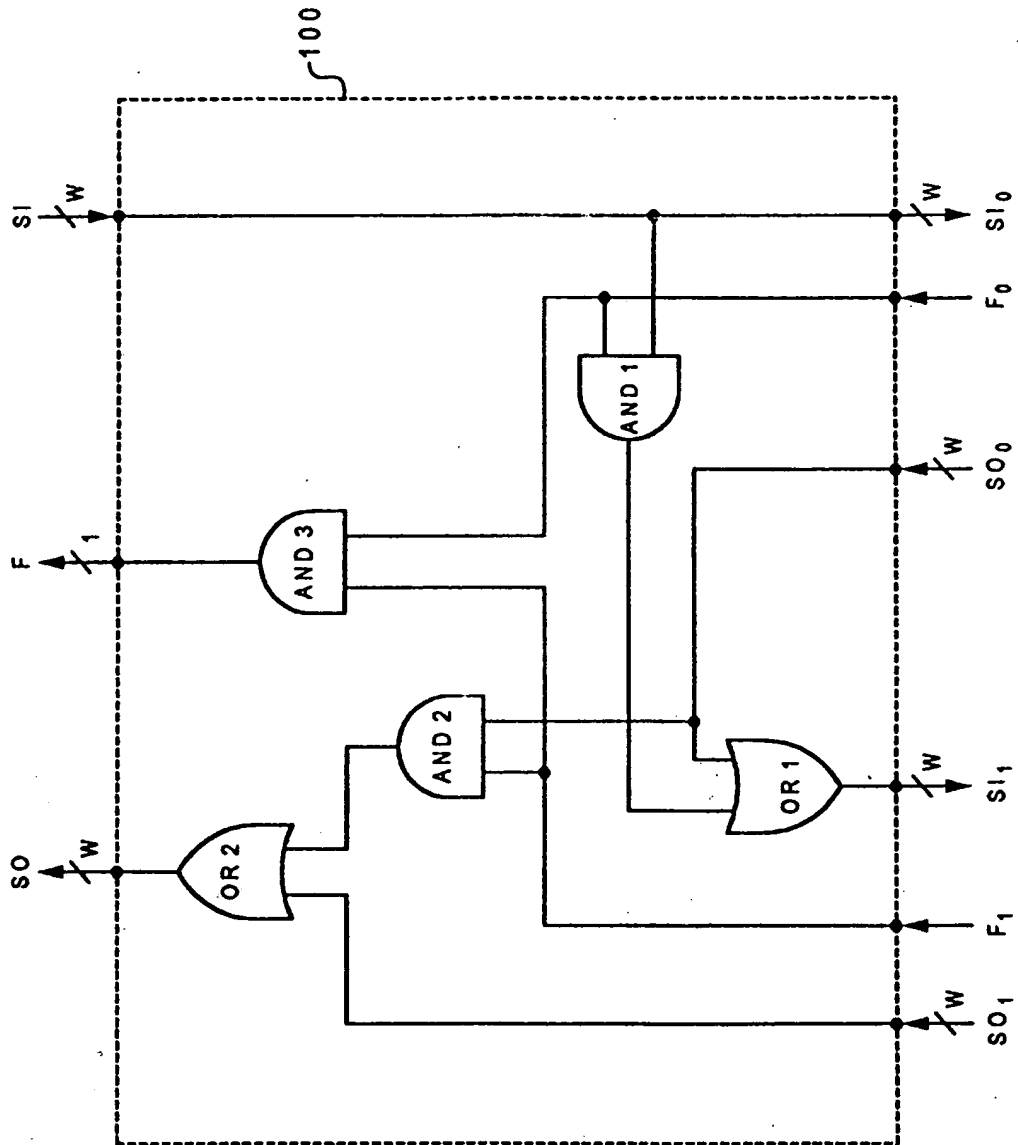 SO
W
F
1
SI
W
100
OR 2
AND 2
AND 3
AND 1
OR 1
W
SO₁
F₁
W
SI₁
W
SO₀
F₀
W
SI₀